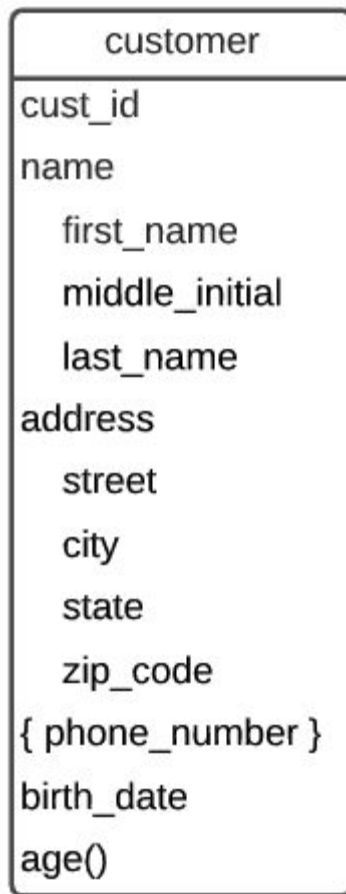 customer
cust_id
name
first_name
middle_initial
last_name
address
street
city
state
zip_code
{ phone_number }
birth_date
age()